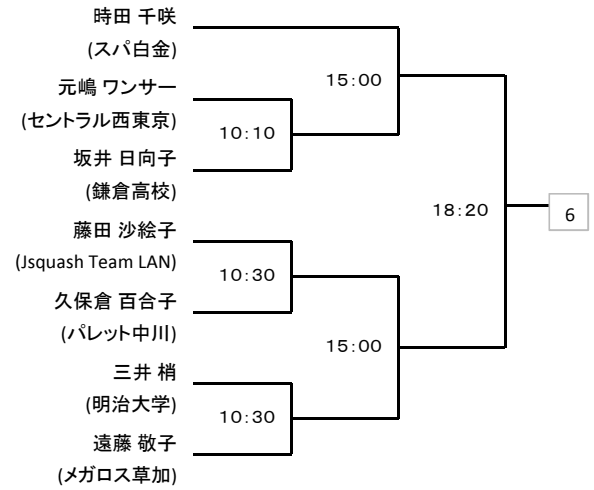 時田 千咲
(スパ白金)
15:00
元嶋 ワンサー
(セントラル西東京)
10:10
坂井 日向子
(鎌倉高校)
18:20
6
藤田 沙絵子
(Jsquash Team LAN)
10:30
久保倉 百合子
(パレット中川)
15:00
三井 梢
(明治大学)
10:30
遠藤 敬子
(メガロス草加)